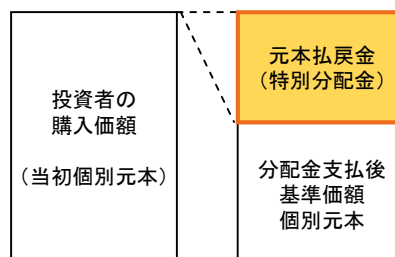 投資者の
購入価額
（当初個別元本）
元本払戻金
（特別分配金）
分配金支払後
基準価額
個別元本